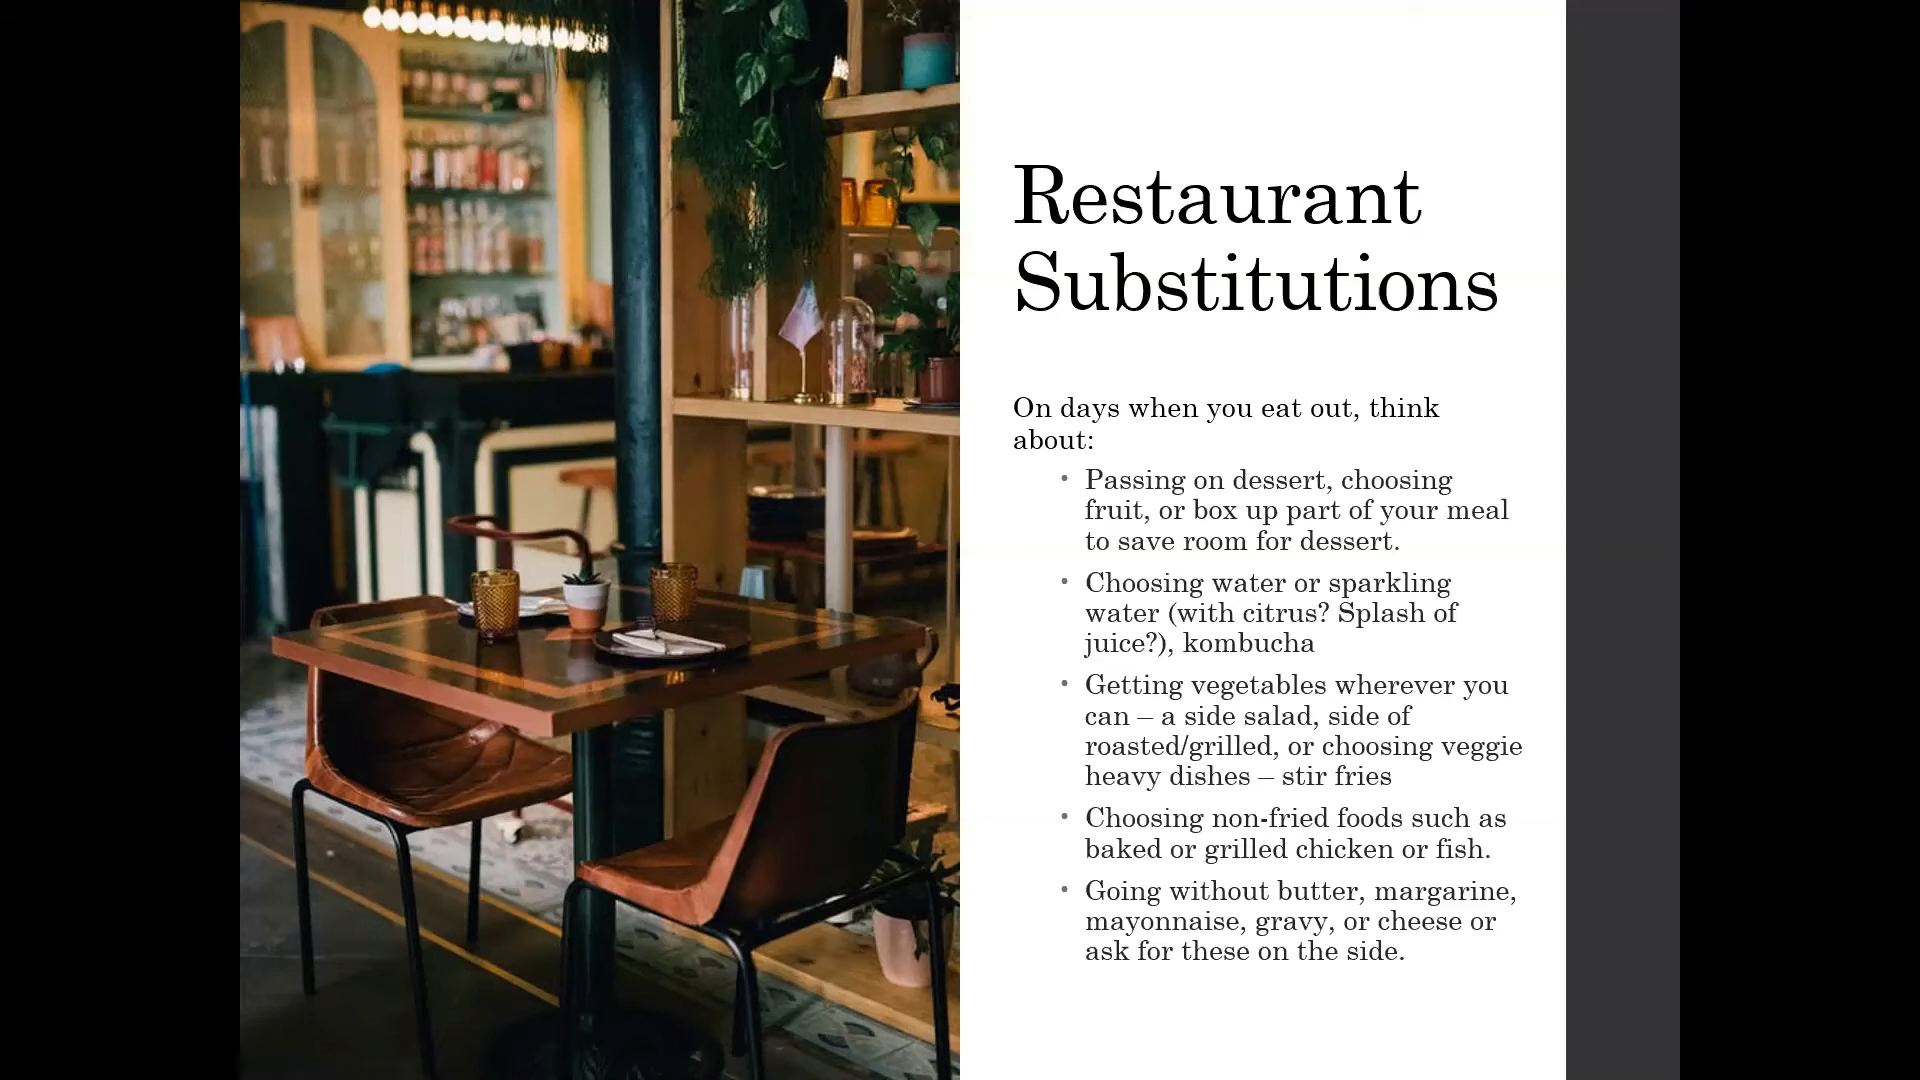 Restaurant
Substitutions
On days when you eat out, think
about:
• Passing on dessert, choosing
fruit, or box up part of your meal
to save room for dessert.
• Choosing water or sparkling
water (with citrus? Splash of
juice?), kombucha
• Getting vegetables wherever you
can – a side salad, side of
roasted/grilled, or choosing veggie
heavy dishes – stir fries
• Choosing non-fried foods such as
baked or grilled chicken or fish.
• Going without butter, margarine,
mayonnaise, gravy, or cheese or
ask for these on the side.